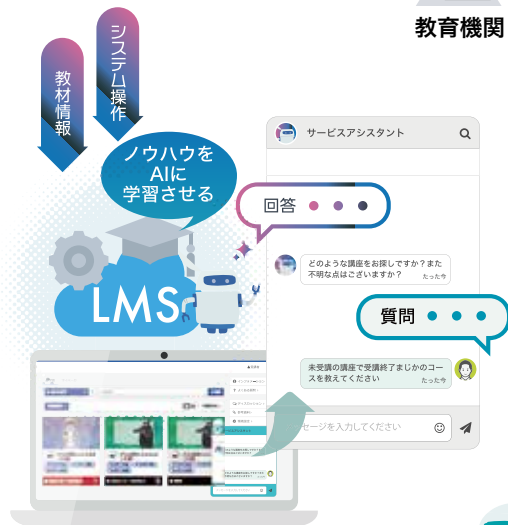 教育機関
システム操作
教材情報
ノウハウを
AIに
学習させる
サービスアシスタント
回答
どのような講座をお探しですか？また
不明な点はございますか？
たった今
LMS
質問
未受講の講座で受講終了まじかのコー
スを教えてください
たった今
セージを入力してください